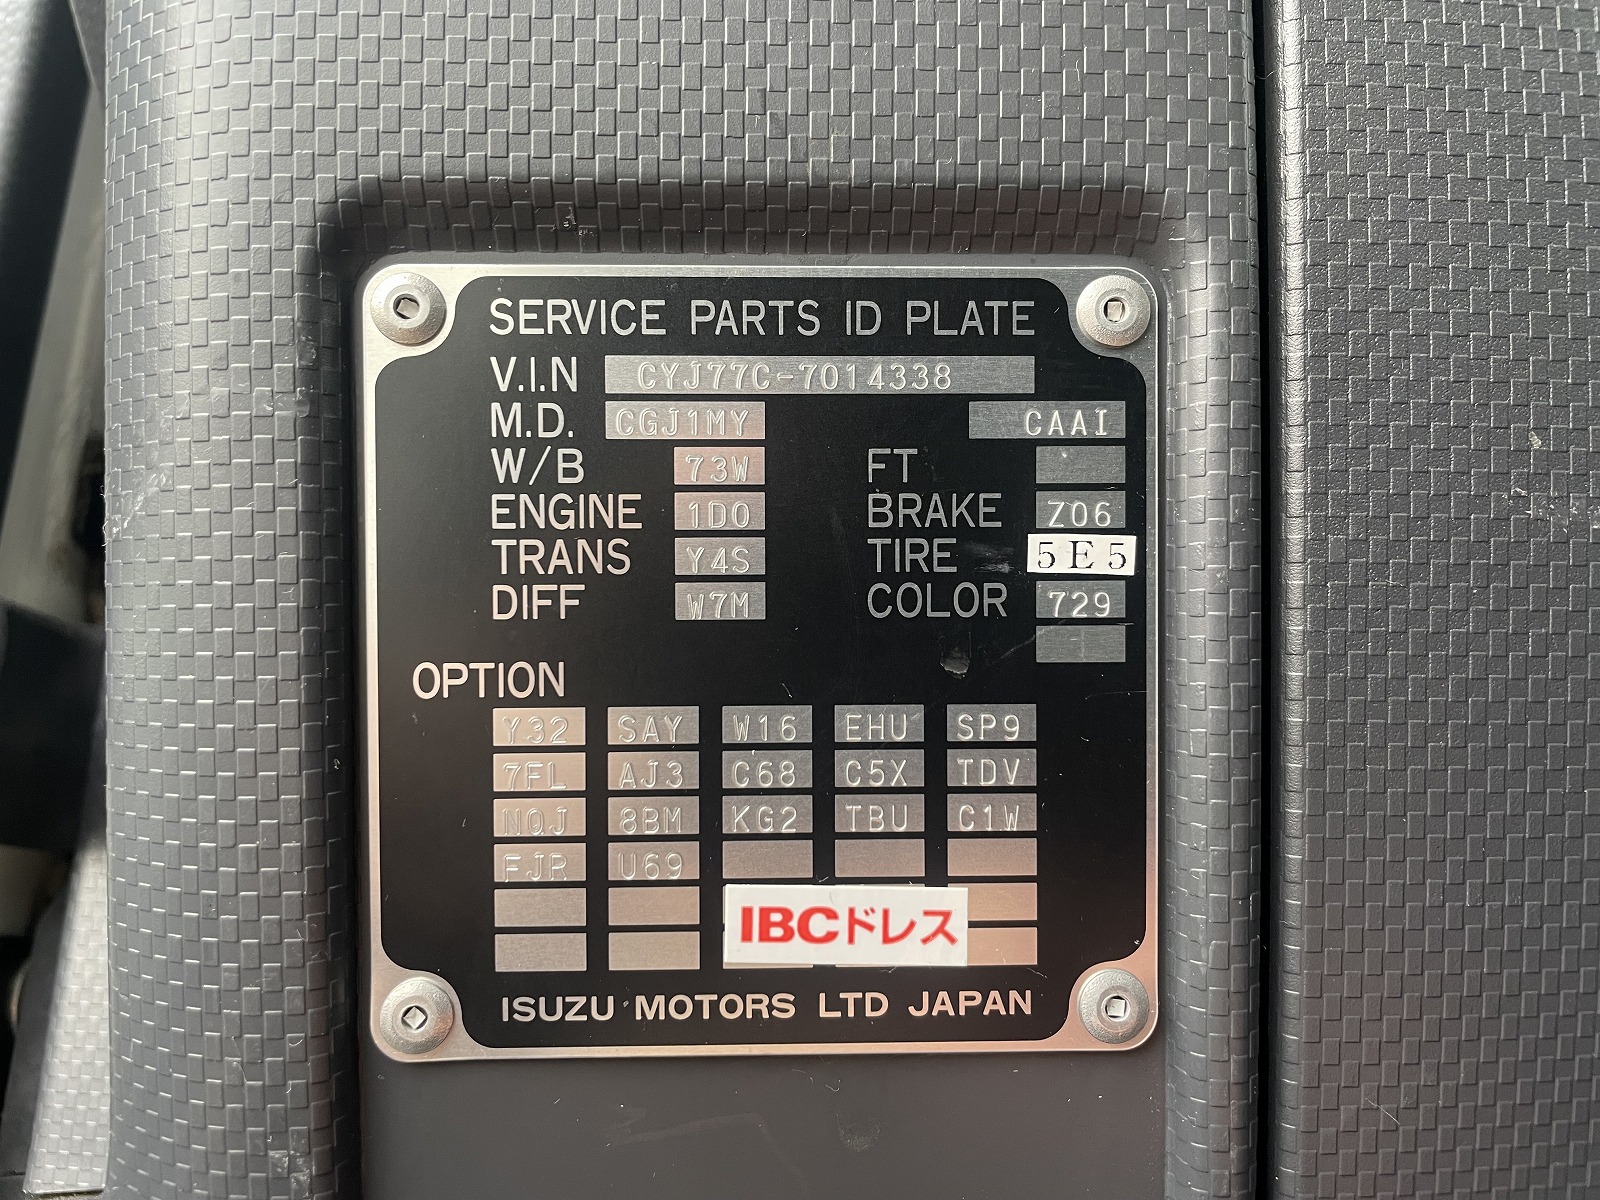 SERVICE PARTS ID PLATE
V.I.N CYJ77C-7014338
M.D. CGJ1MY CAAI
W/B 73W FT
ENGINE 1D0 BRAKE Z06
TRANS Y4S TIRE 5E5
DIFF W7M COLOR 729
OPTION
Y32 SAY W16 EHU SP9
7FL AJ3 C68 C5X TDV
NQJ 8BM KG2 TBU C1W
FJR U69
IBCドレス
ISUZU MOTORS LTD JAPAN